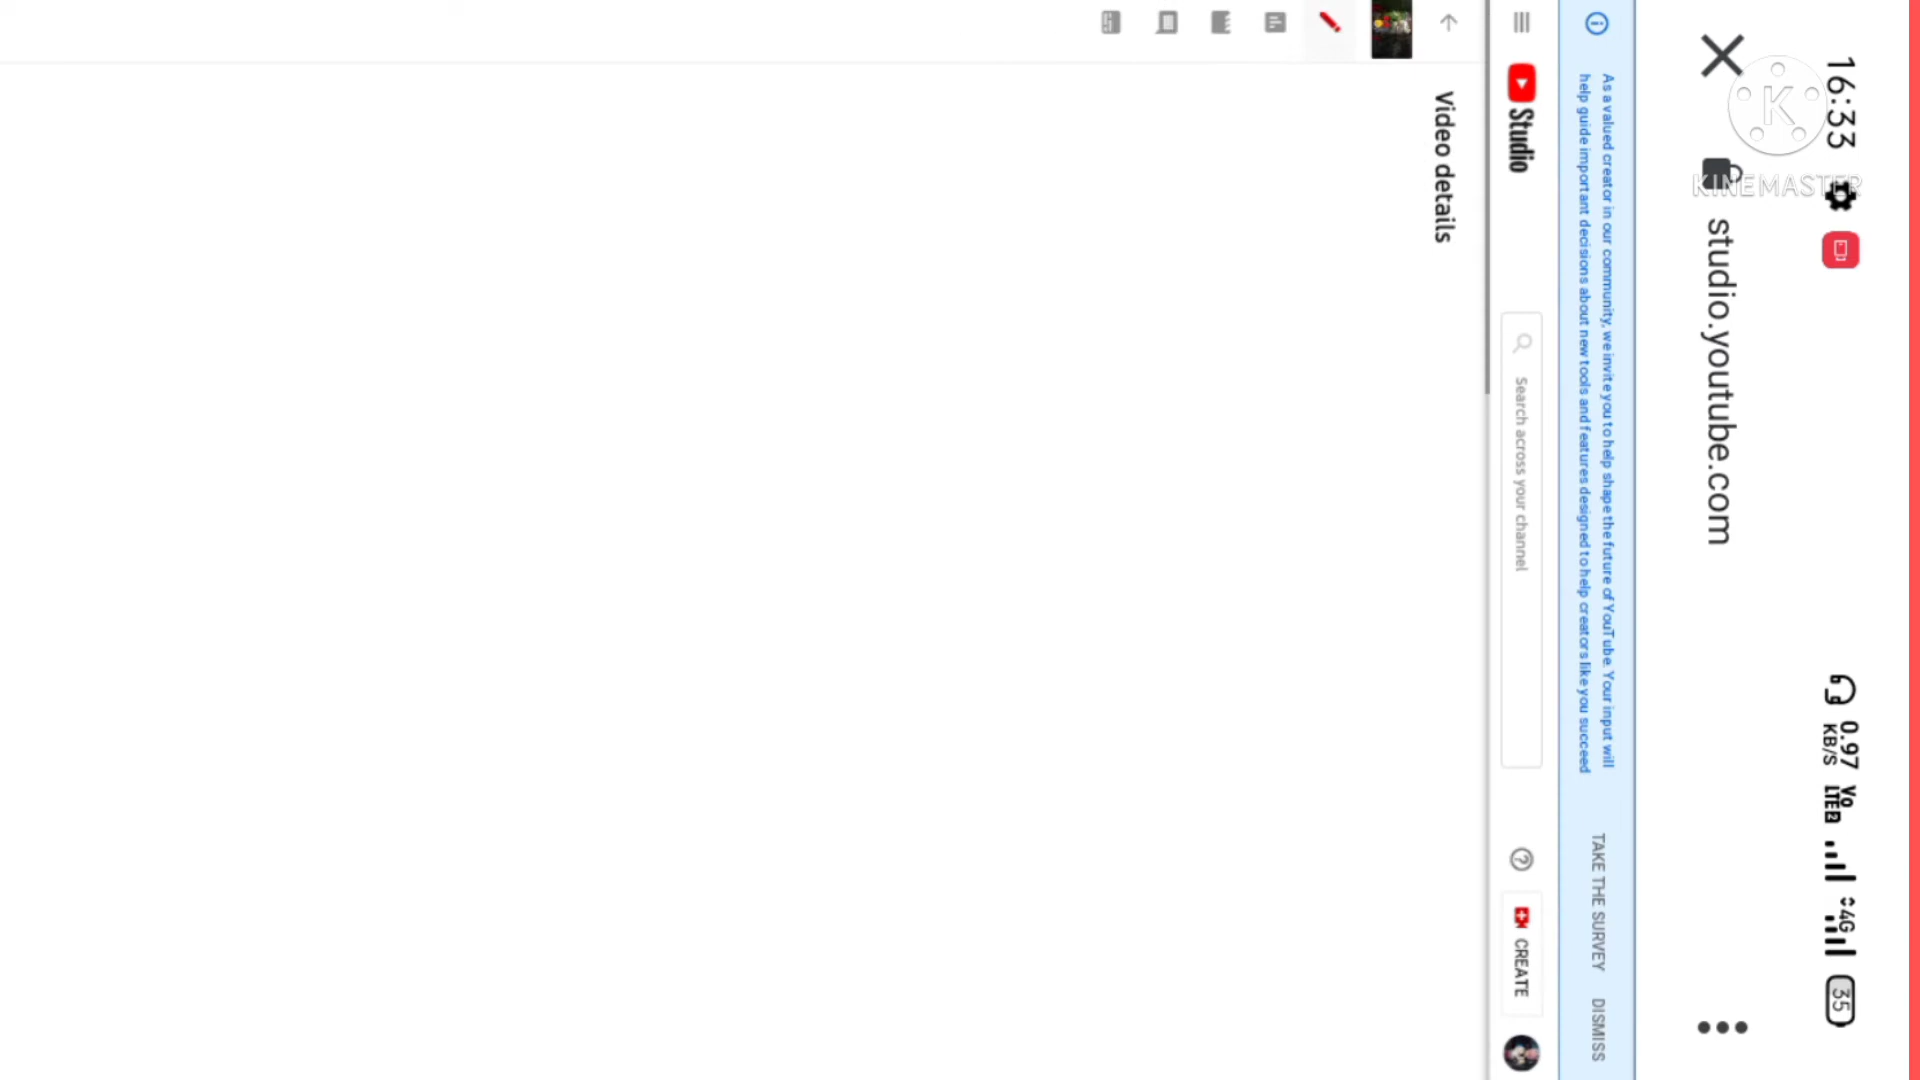 16:33
0.97
KB/S
Vo
LTE2
4G
35
K
KINEMASTER
studio.youtube.com
As a valued creator in our community, we invite you to help shape the future of YouTube. Your input will
help guide important decisions about new tools and features designed to help creators like you succeed
TAKE THE SURVEY
DISMISS
Studio
Search across your channel
CREATE
Video details